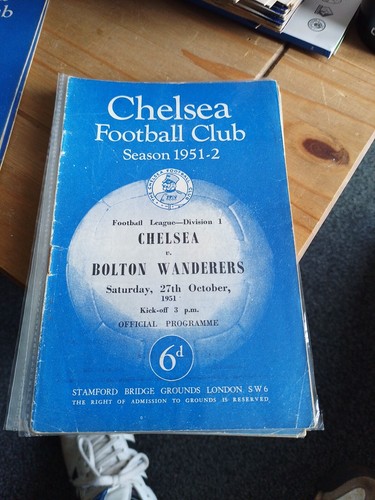 Chelsea
Football Club
Season 1951-2
Football League—Division 1
CHELSEA
v.
BOLTON WANDERERS
Saturday, 27th October,
1951
Kick-off 3 p.m.
OFFICIAL PROGRAMME
6d
STAMFORD BRIDGE GROUNDS LONDON S.W6
THE RIGHT OF ADMISSION TO GROUNDS IS RESERVED